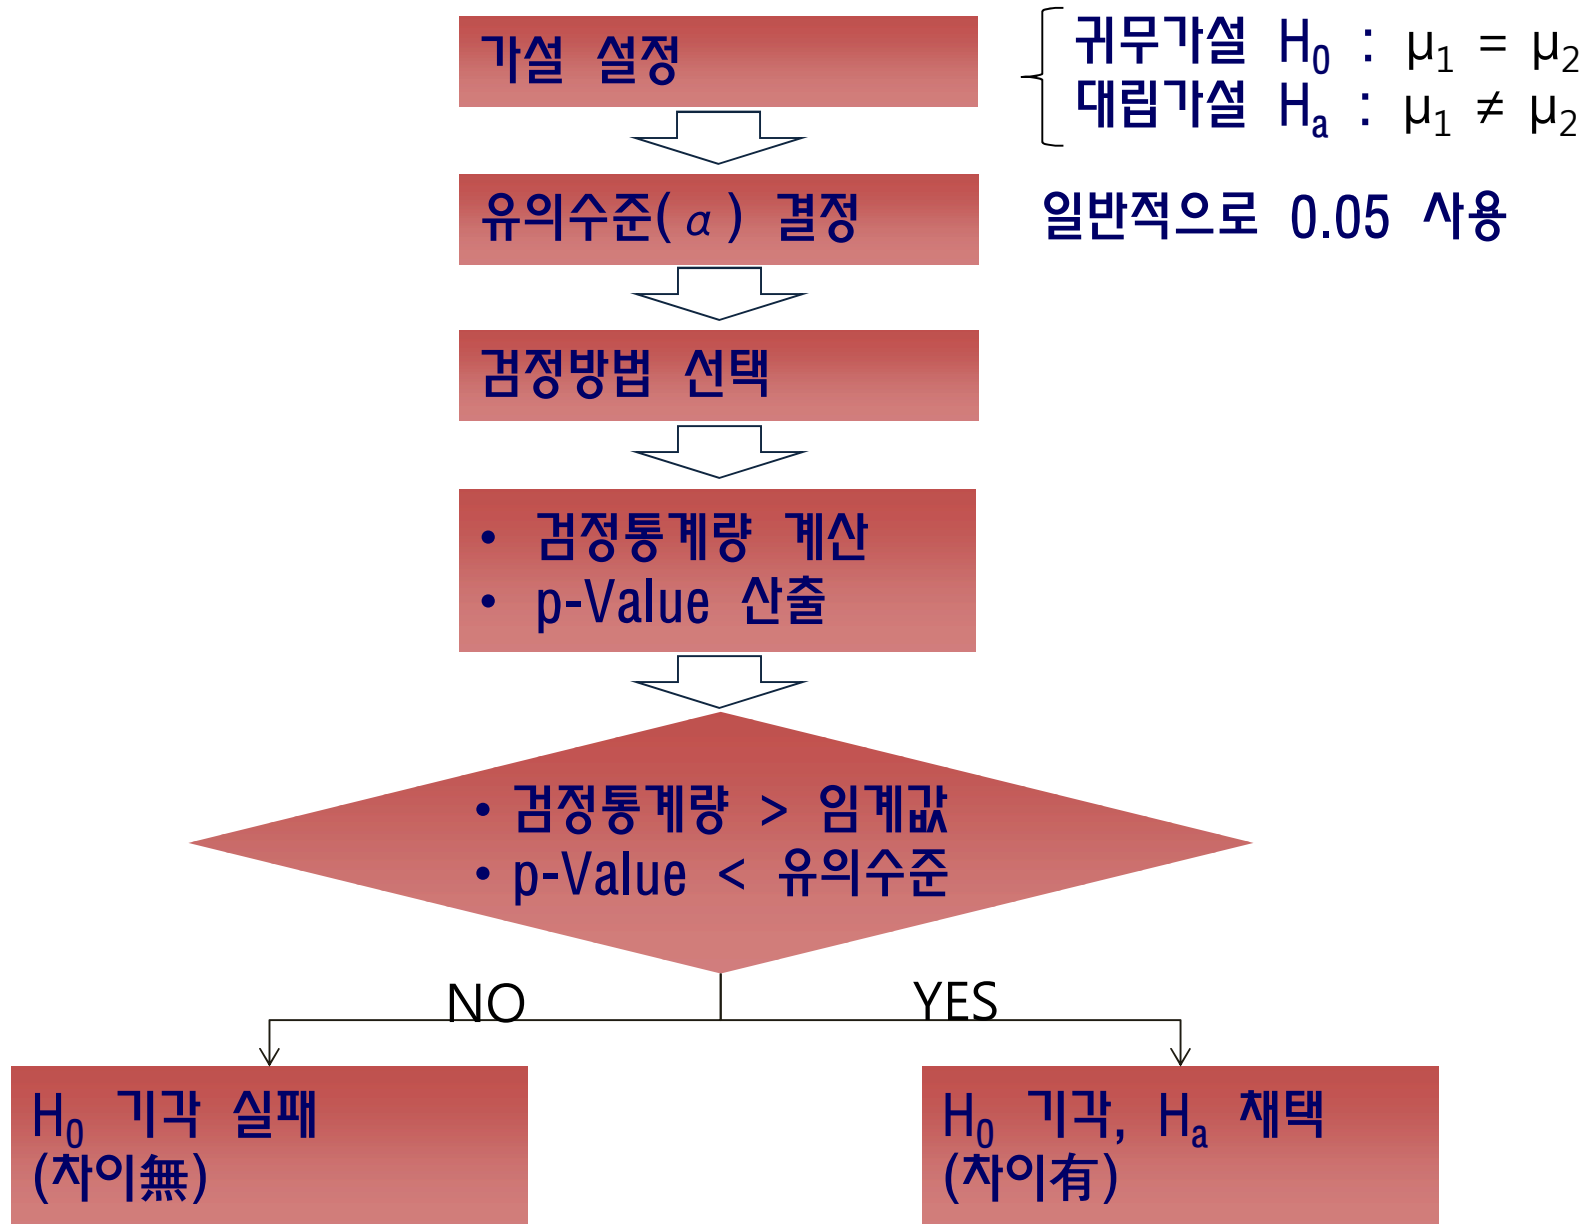 가설 설정
귀무가설 H₀ : μ₁ = μ₂
대립가설 Hₐ : μ₁ ≠ μ₂
유의수준(α) 결정
일반적으로 0.05 사용
검정방법 선택
• 검정통계량 계산
• p-Value 산출
• 검정통계량 > 임계값
• p-Value < 유의수준
NO
YES
H₀ 기각 실패
(차이無)
H₀ 기각, Hₐ 채택
(차이有)